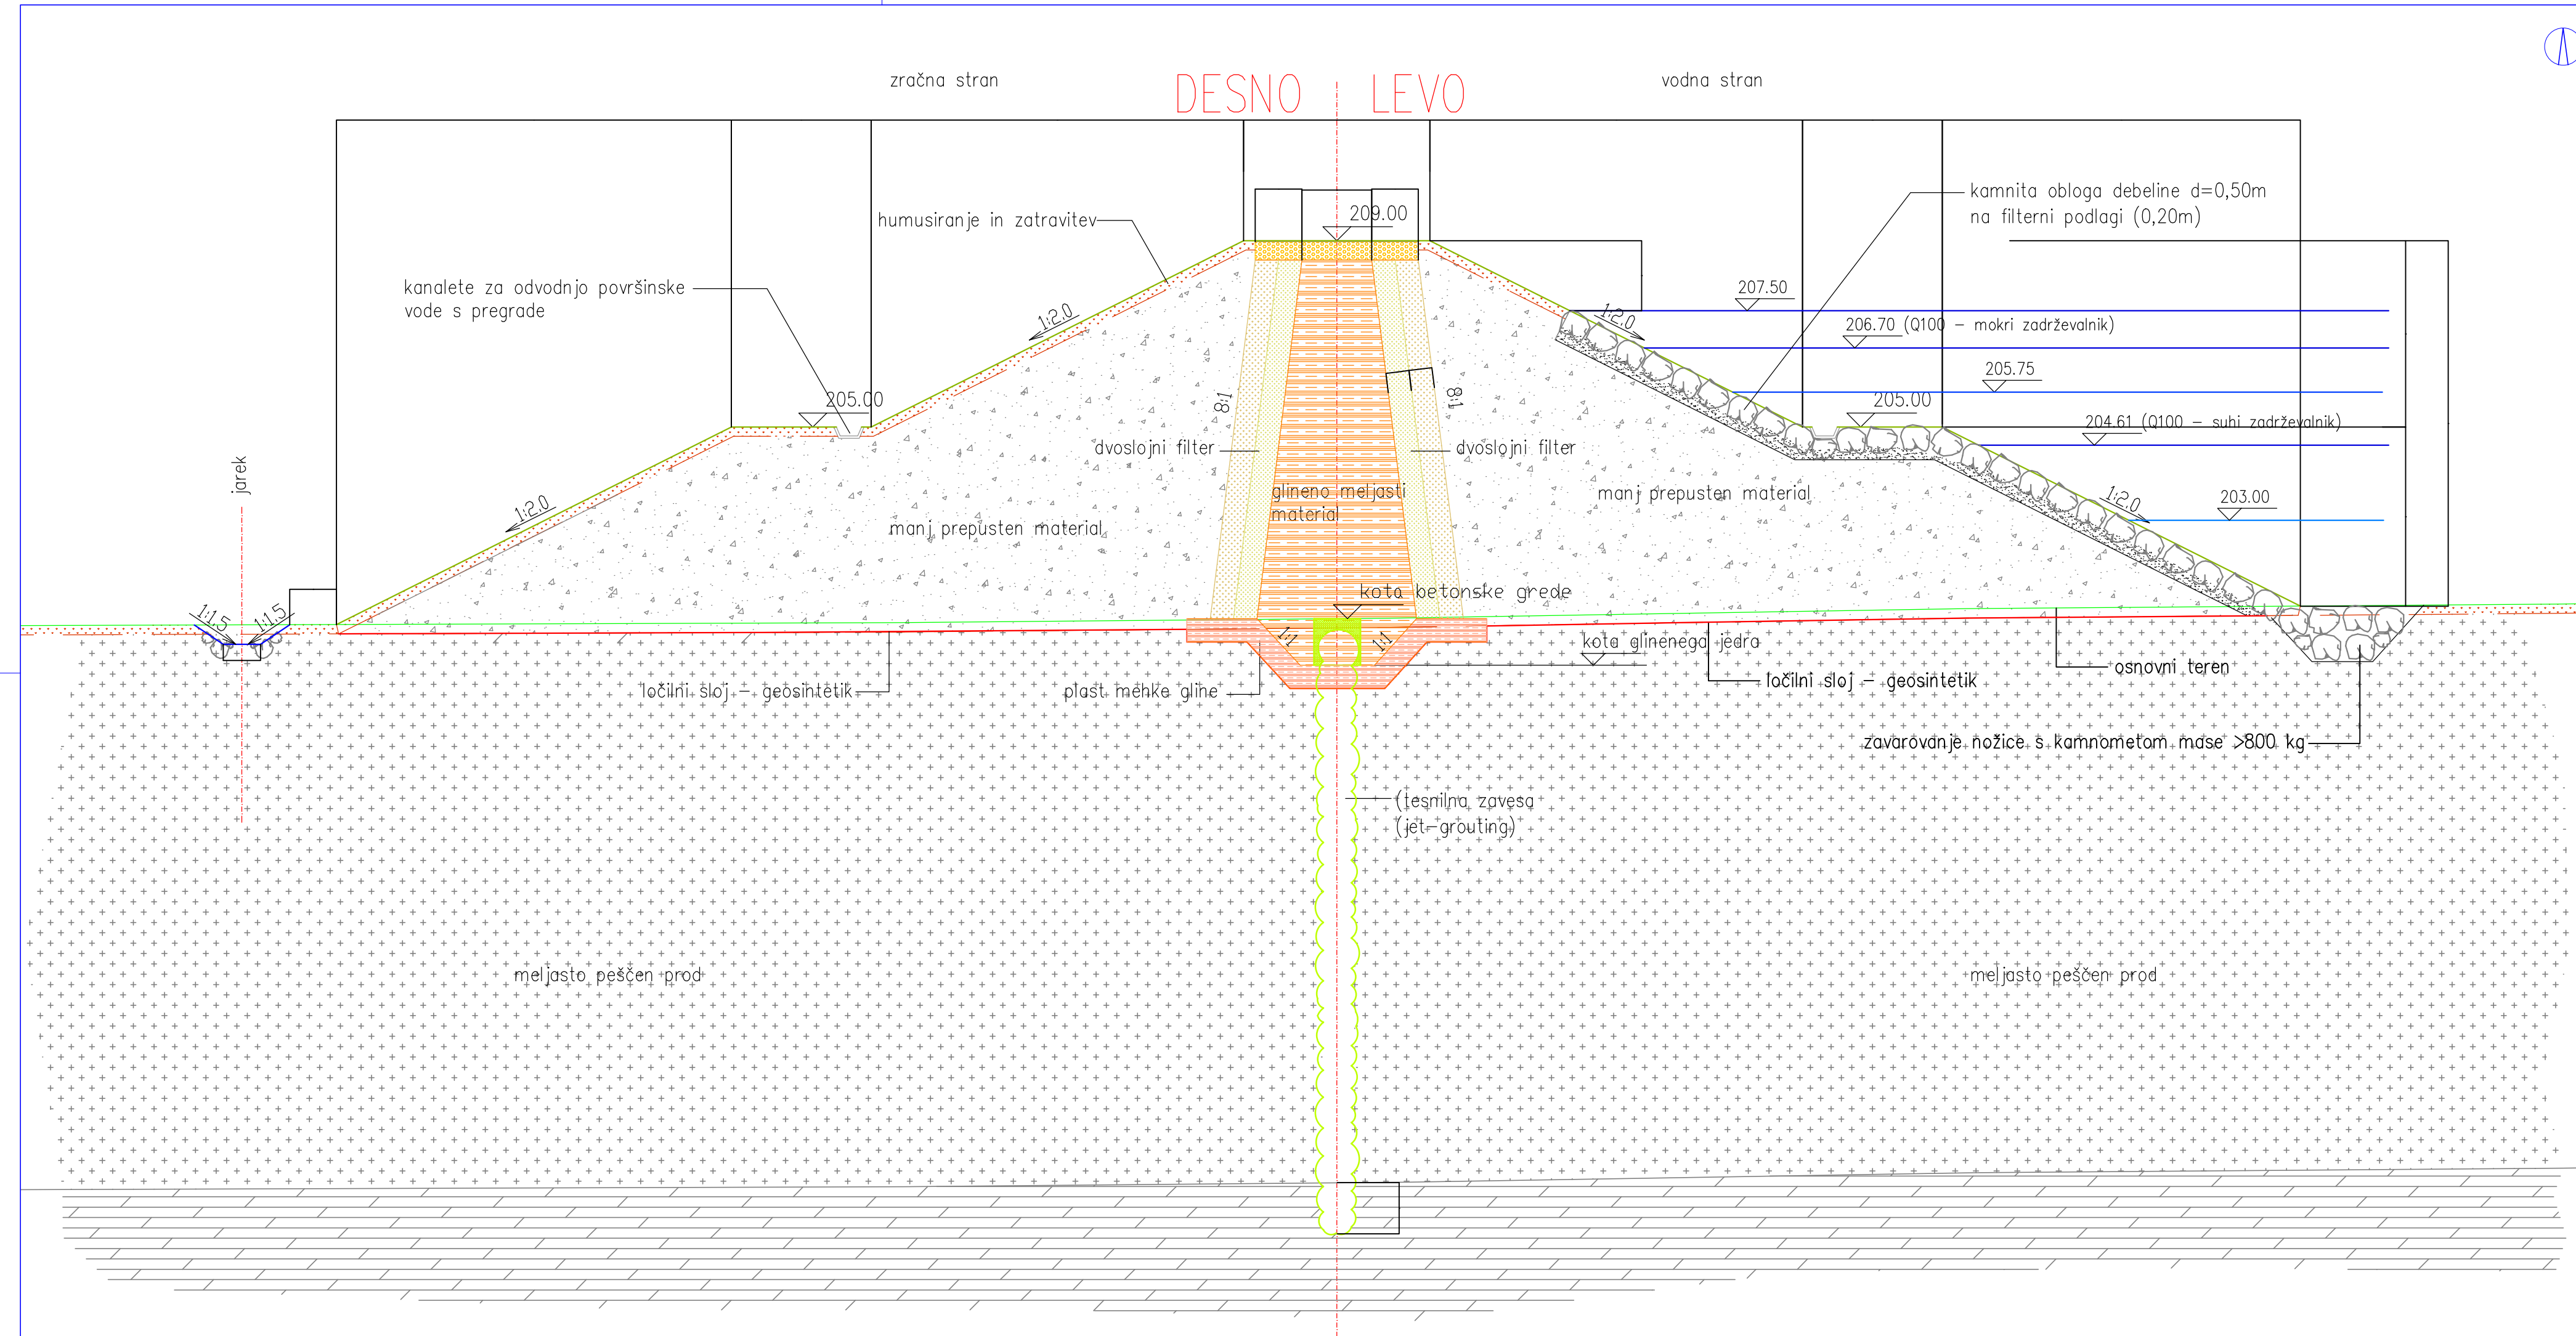 zračna stran
DESNO
LEVO
vodna stran
kamnita obloga debeline d=0,50m
na filterni podlagi (0,20m)
humusiranje in zatravitev
209.00
kanalete za odvodnjo površinske
vode s pregrade
207.50
1:2.0
1:2.0
206.70 (Q100 - mokri zadrževalnik)
205.75
205.00
8:1
8:1
205.00
204.61 (Q100 - suhi zadrževalnik)
jarek
dvoslojni filter
dvoslojni filter
glineno meljasti
material
manj prepusten material
203.00
1:2.0
1:2.0
manj prepusten material
kota betonske grede
1:1.5
1:1.5
1:1
1:1
kota glinenega jedra
osnovni teren
ločilni sloj - geosintetik
plast mehke gline
ločilni sloj - geosintetik
zavarovanje nožice s kamnometom mase >800 kg
(tesnilna zavesa
(jet-grouting)
meljasto peščen prod
meljasto peščen prod